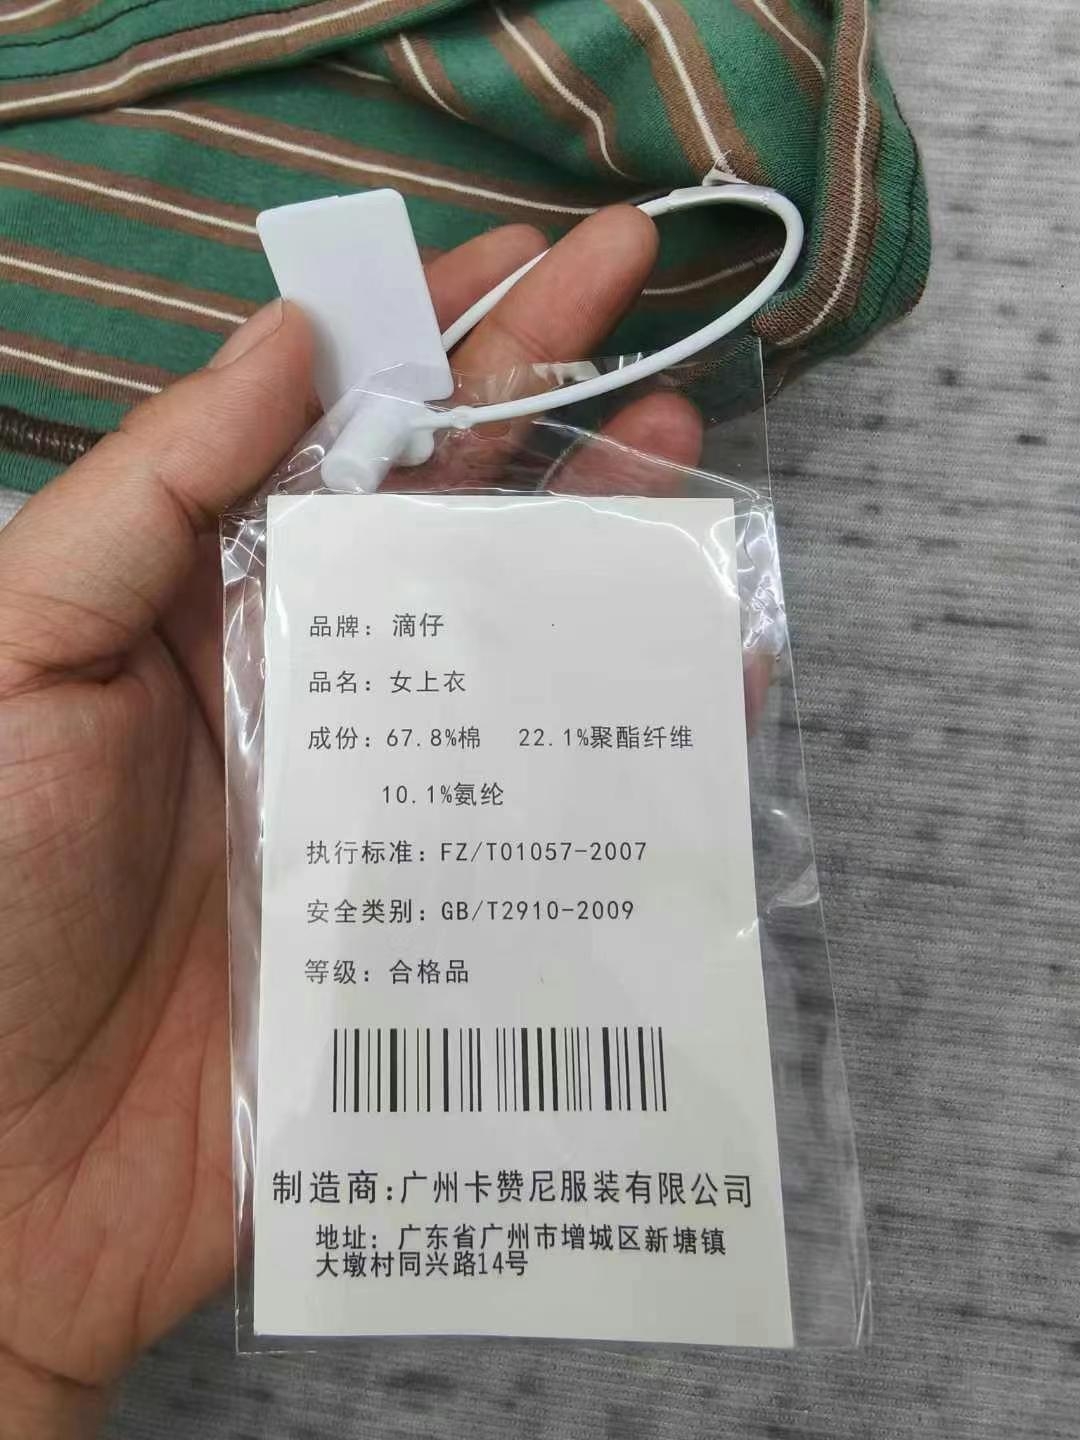 品牌：滴仔
品名：女上衣
成份：67.8%棉 22.1%聚酯纤维
10.1%氨纶
执行标准：FZ/T01057-2007
安全类别：GB/T2910-2009
等级：合格品
制造商:广州卡赞尼服装有限公司
地址：广东省广州市增城区新塘镇
大墩村同兴路14号